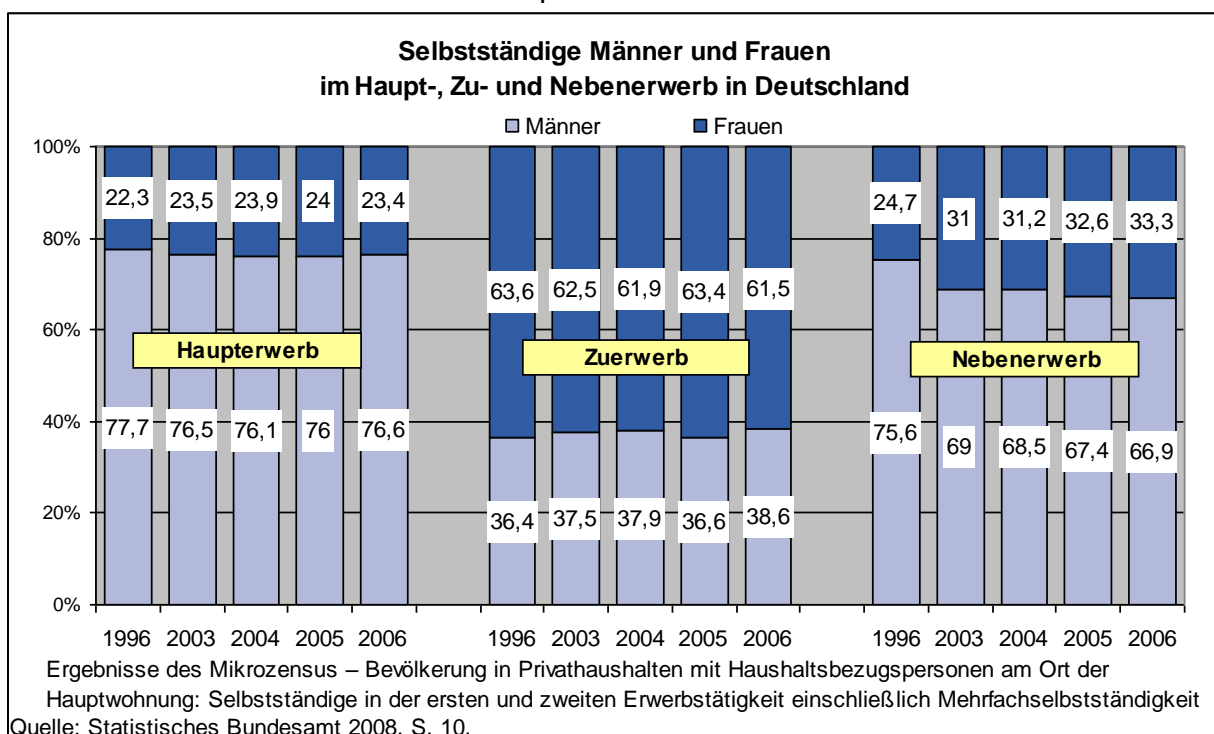 Selbstständige Männer und Frauen
im Haupt-, Zu- und Nebenerwerb in Deutschland
Männer Frauen
100%
80%
60%
40%
20%
0%
22,3 23,5 23,9 24 23,4
77,7 76,5 76,1 76 76,6
Haupterwerb
63,6 62,5 61,9 63,4 61,5
36,4 37,5 37,9 36,6 38,6
Zuerwerb
24,7 31 31,2 32,6 33,3
75,6 69 68,5 67,4 66,9
Nebenerwerb
1996 2003 2004 2005 2006 1996 2003 2004 2005 2006 1996 2003 2004 2005 2006
Ergebnisse des Mikrozensus – Bevölkerung in Privathaushalten mit Haushaltsbezugspersonen am Ort der
Hauptwohnung: Selbstständige in der ersten und zweiten Erwerbstätigkeit einschließlich Mehrfachselbstständigkeit
Quelle: Statistisches Bundesamt 2008, S. 10.